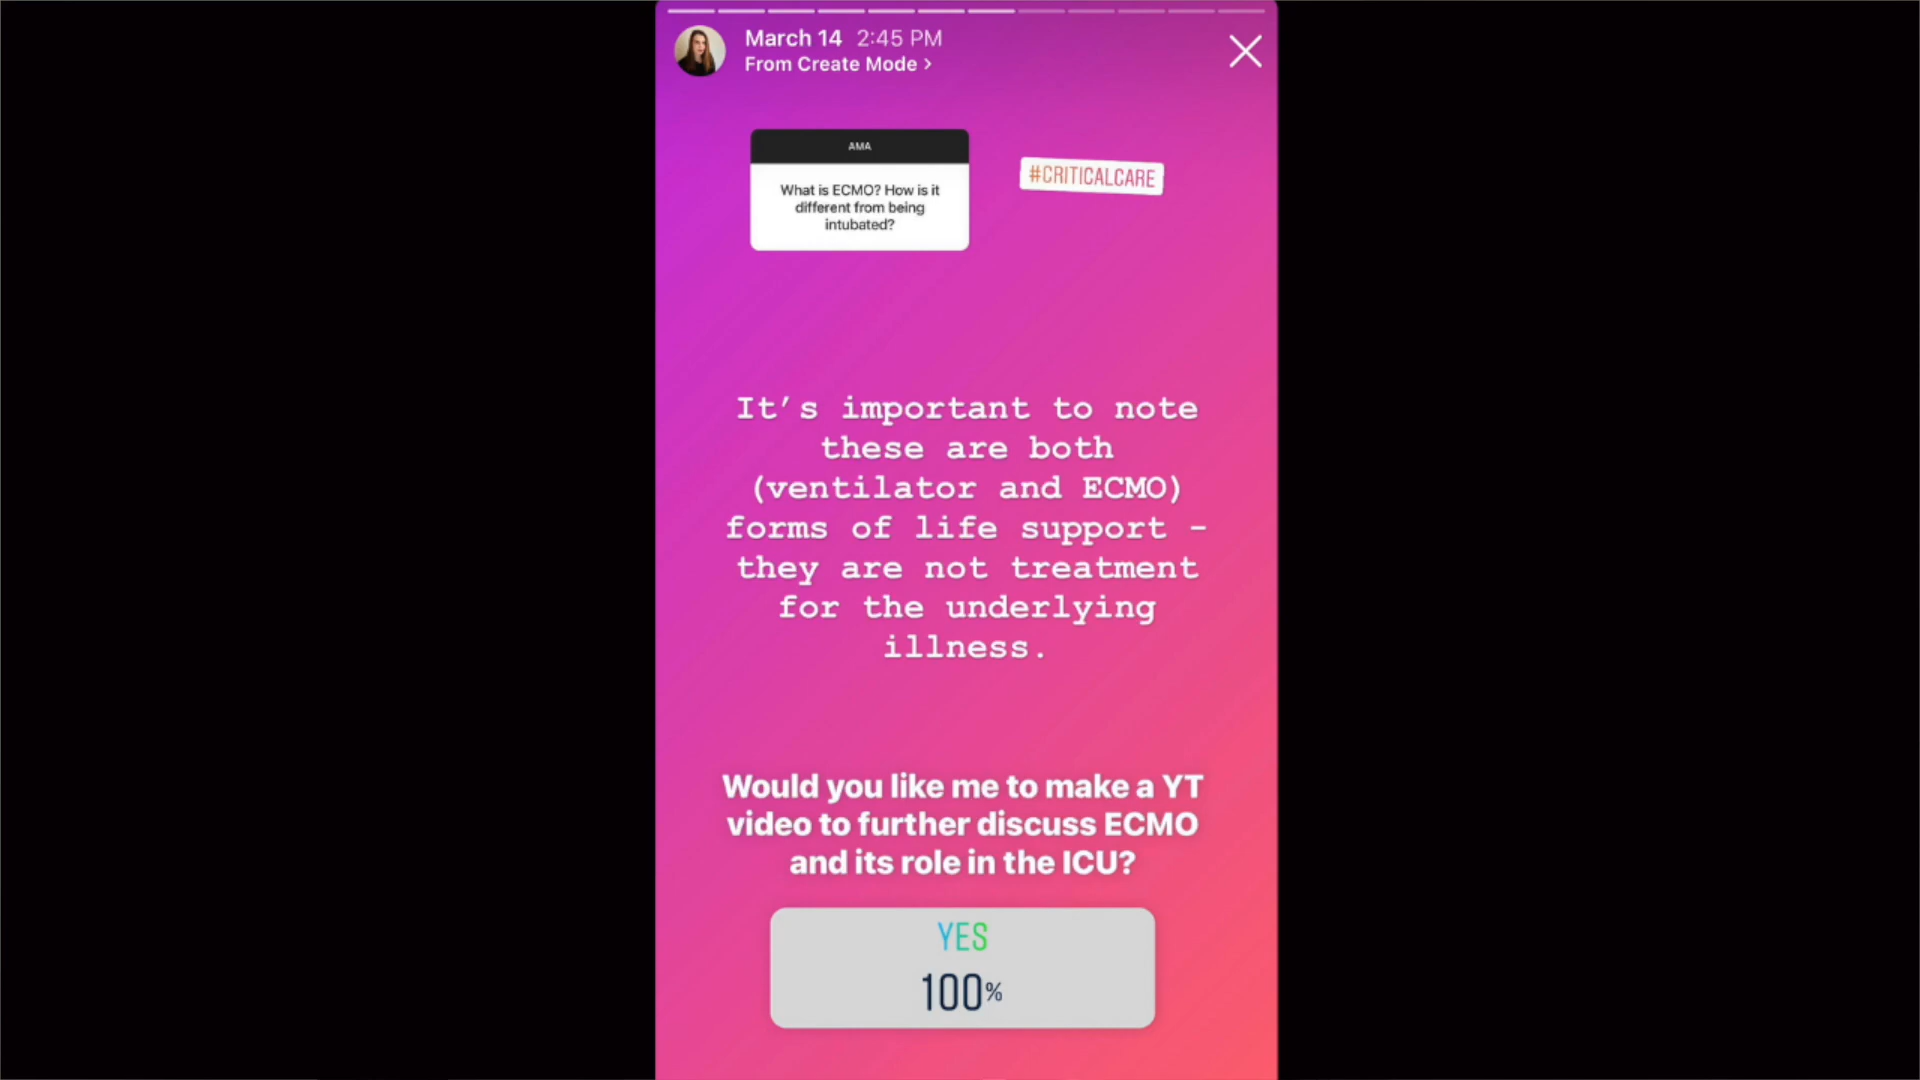 March 14 2:45 PM
From Create Mode >
AMA
What is ECMO? How is it
different from being
intubated?
#CRITICALCARE
It’s important to note
these are both
(ventilator and ECMO)
forms of life support -
they are not treatment
for the underlying
illness.
Would you like me to make a YT
video to further discuss ECMO
and its role in the ICU?
YES
100%